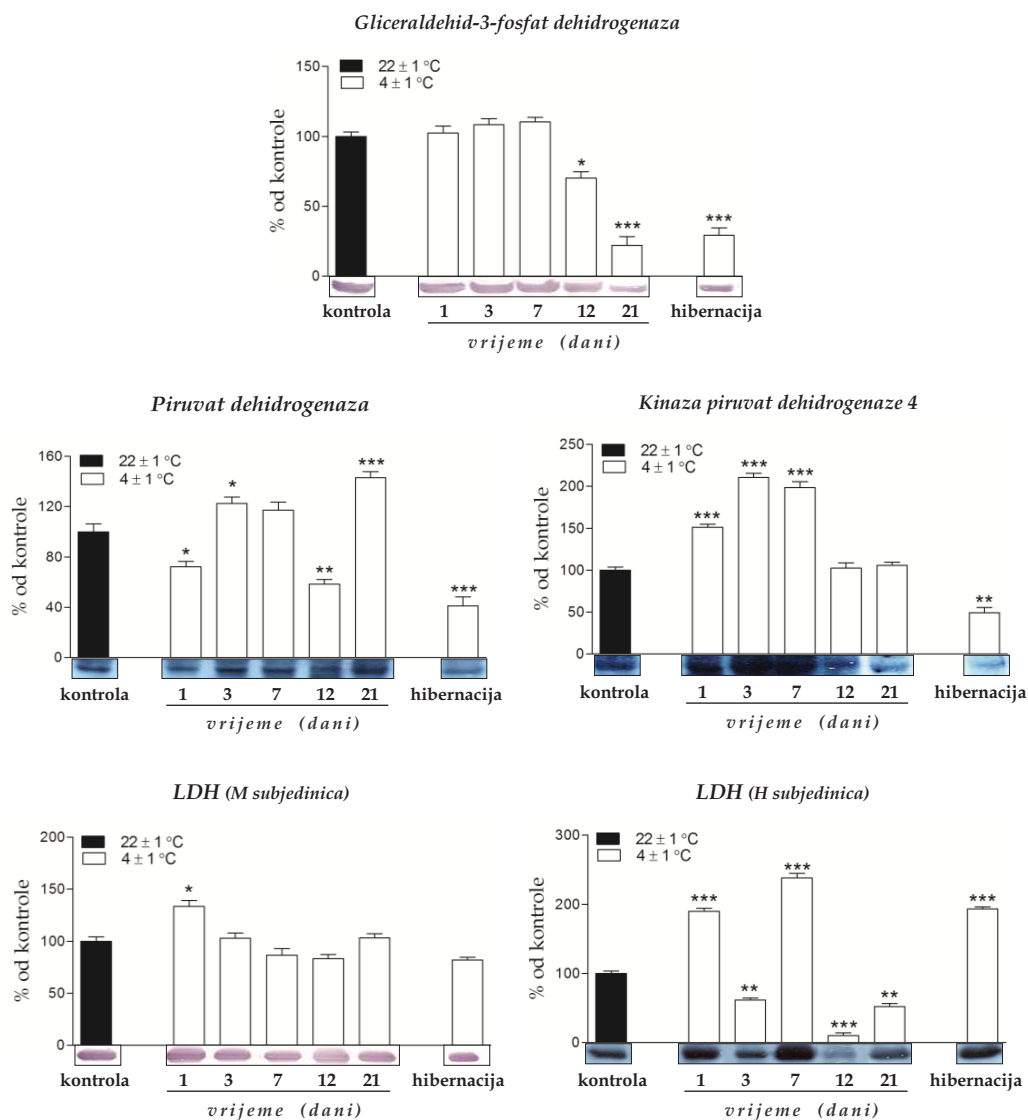 Gliceraldehid-3-fosfat dehidrogenaza
22 ± 1 °C
4 ± 1 °C
% od kontrole
150
100
50
0
*
***
***
kontrola 1 3 7 12 21 hibernacija
vrijeme (dani)
Piruvat dehidrogenaza
22 ± 1 °C
4 ± 1 °C
% od kontrole
160
120
80
40
0
*
*
**
***
***
kontrola 1 3 7 12 21 hibernacija
vrijeme (dani)
Kinaza piruvat dehidrogenaze 4
22 ± 1 °C
4 ± 1 °C
% od kontrole
250
200
150
100
50
0
***
***
***
**
kontrola 1 3 7 12 21 hibernacija
vrijeme (dani)
LDH (M subjedinica)
22 ± 1 °C
4 ± 1 °C
% od kontrole
200
150
100
50
0
*
kontrola 1 3 7 12 21 hibernacija
vrijeme (dani)
LDH (H subjedinica)
22 ± 1 °C
4 ± 1 °C
% od kontrole
300
200
100
0
***
**
***
***
**
***
kontrola 1 3 7 12 21 hibernacija
vrijeme (dani)